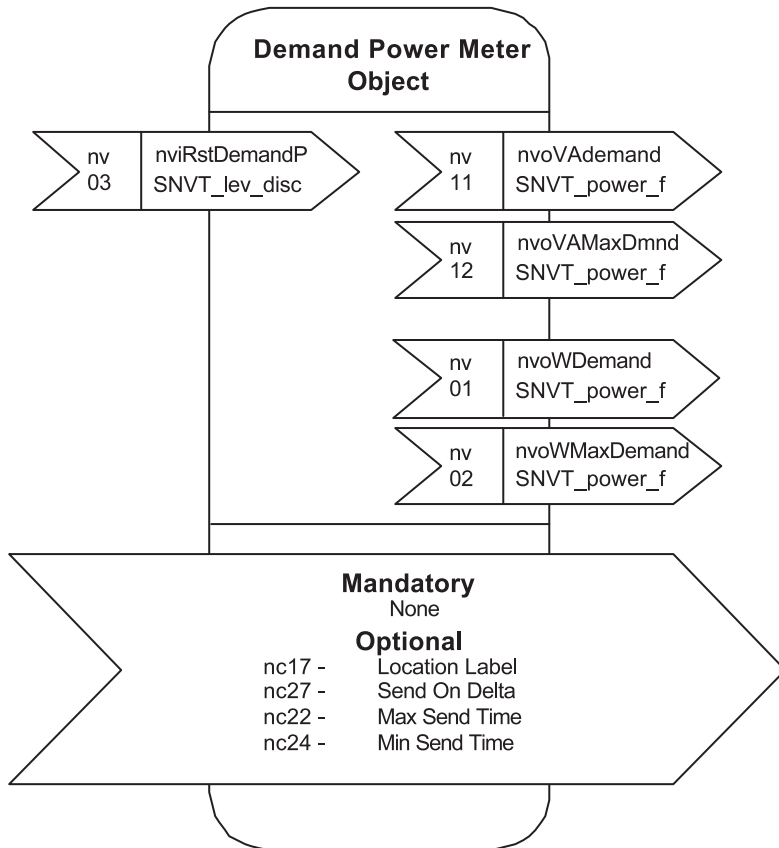 Demand Power Meter
Object
nv
03
nviRstDemandP
SNVT_lev_disc
nv
11
nvoVAdemand
SNVT_power_f
nv
12
nvoVAMaxDmnd
SNVT_power_f
nv
01
nvoWDemand
SNVT_power_f
nv
02
nvoWMaxDemand
SNVT_power_f
Mandatory
None
Optional
nc17 - Location Label
nc27 - Send On Delta
nc22 - Max Send Time
nc24 - Min Send Time